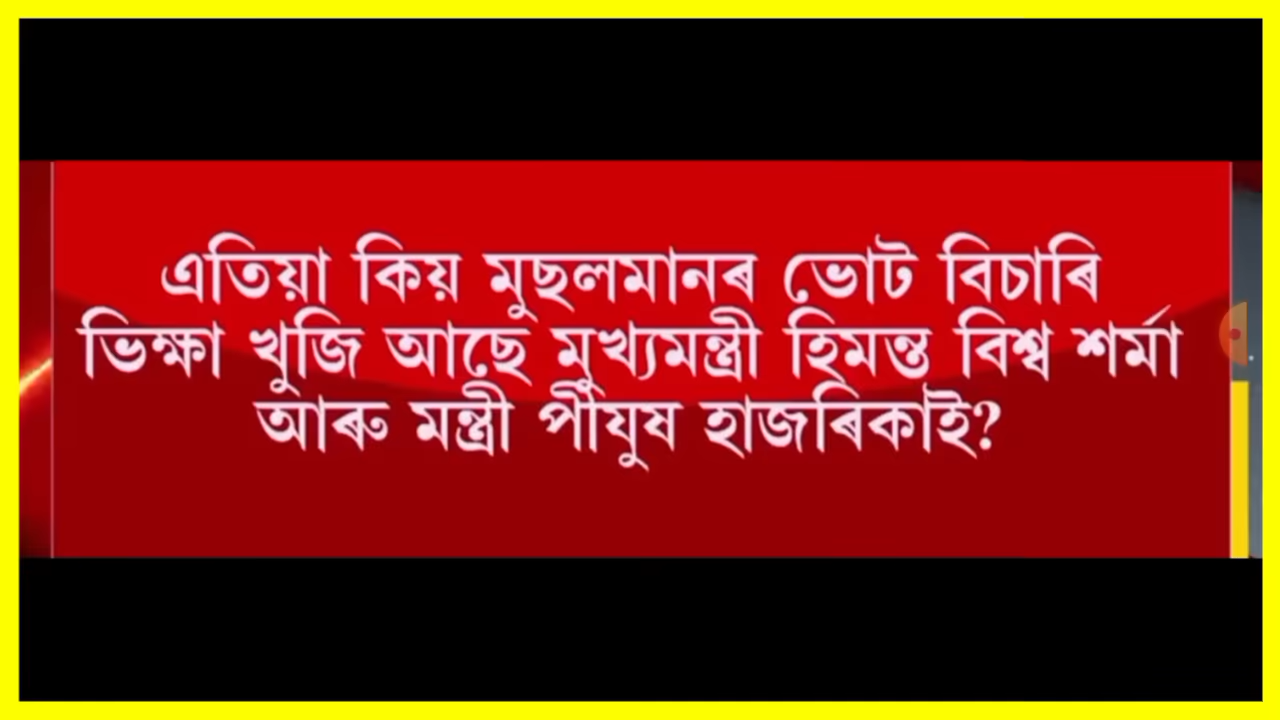 এতিয়া কিয় মুছলমানৰ ভোট বিচাৰি
ভিক্ষা খুজি আছে মুখ্যমন্ত্ৰী হিমন্ত বিশ্ব শৰ্মা
আৰু মন্ত্ৰী পীযুষ হাজৰিকাই?